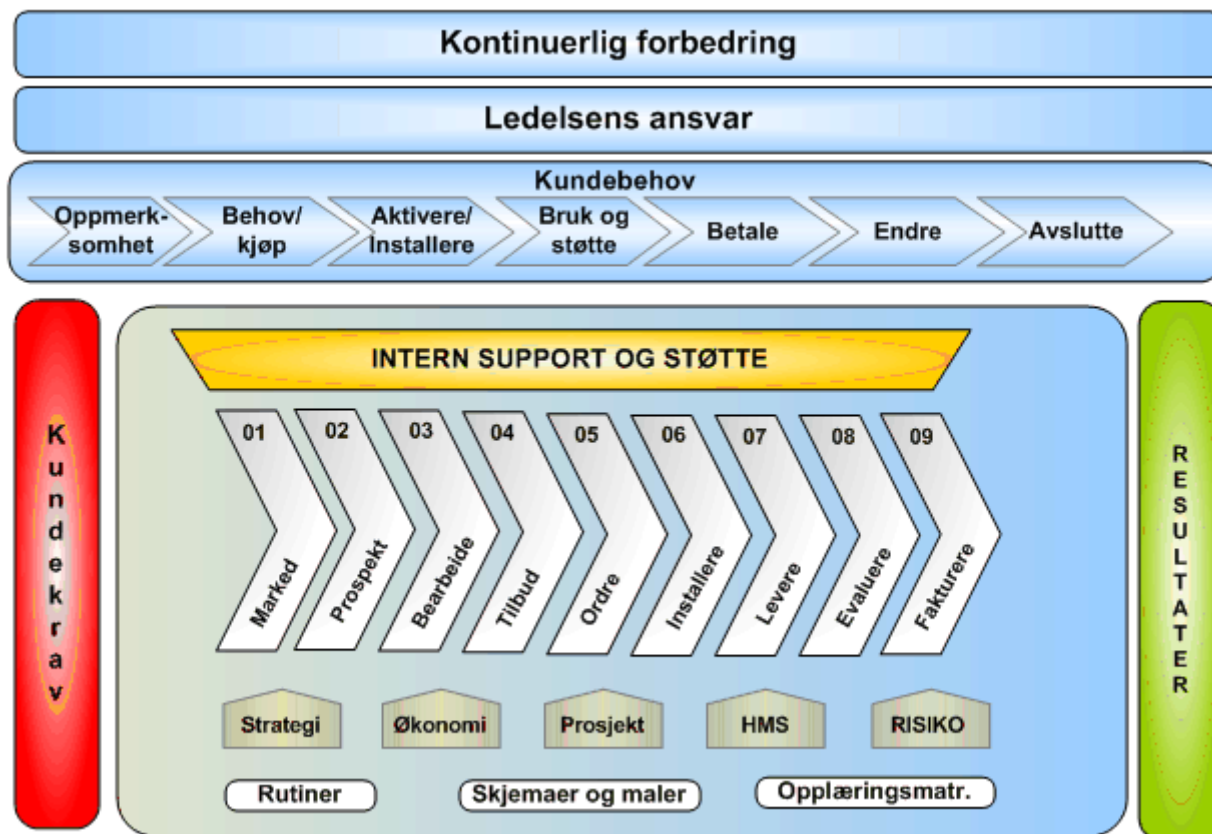 Kontinuerlig forbedring
Ledelsens ansvar
Kundebehov
Oppmerk-
somhet
Behov/
kjøp
Aktivere/
Installere
Bruk og
støtte
Betale
Endre
Avslutte
Kundekrav
INTERN SUPPORT OG STØTTE
01
Marked
02
Prospekt
03
Bearbeide
04
Tilbud
05
Ordre
06
Installere
07
Levere
08
Evaluere
09
Fakturere
Strategi
Økonomi
Prosjekt
HMS
RISIKO
Rutiner
Skjemaer og maler
Opplæringsmatr.
RESULTATER